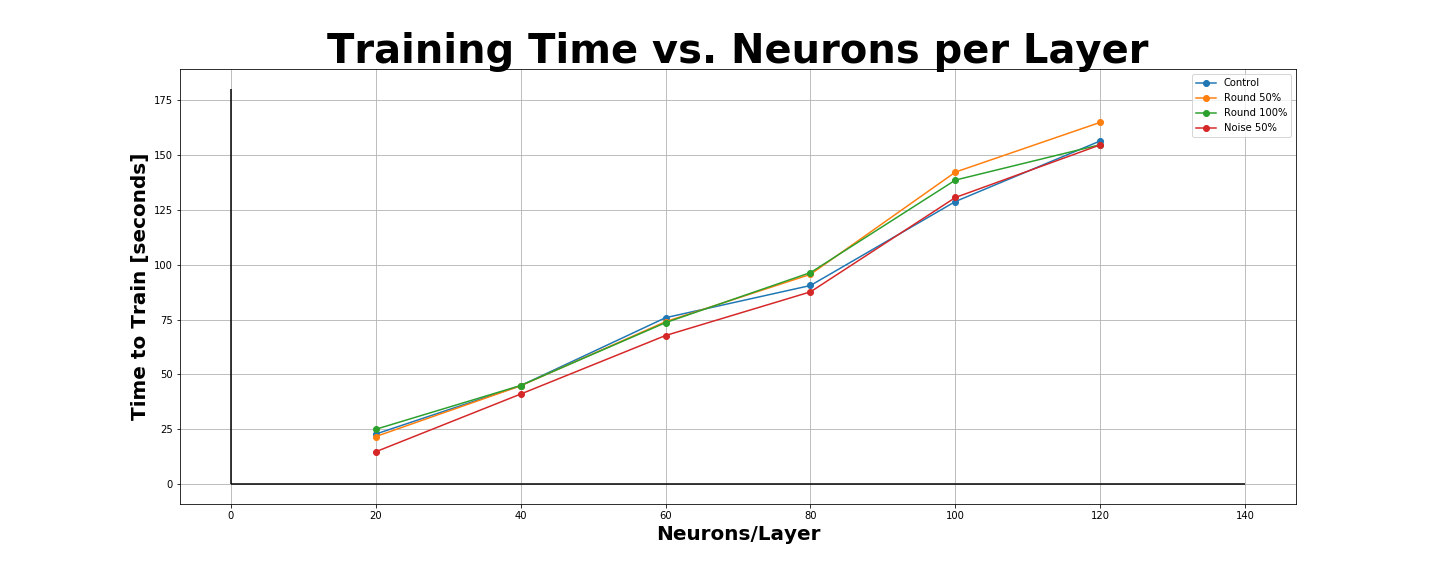 Training Time vs. Neurons per Layer
Control
Round 50%
Round 100%
Noise 50%
Time to Train [seconds]
175
150
125
100
75
50
25
0
0 20 40 60 80 100 120 140
Neurons/Layer